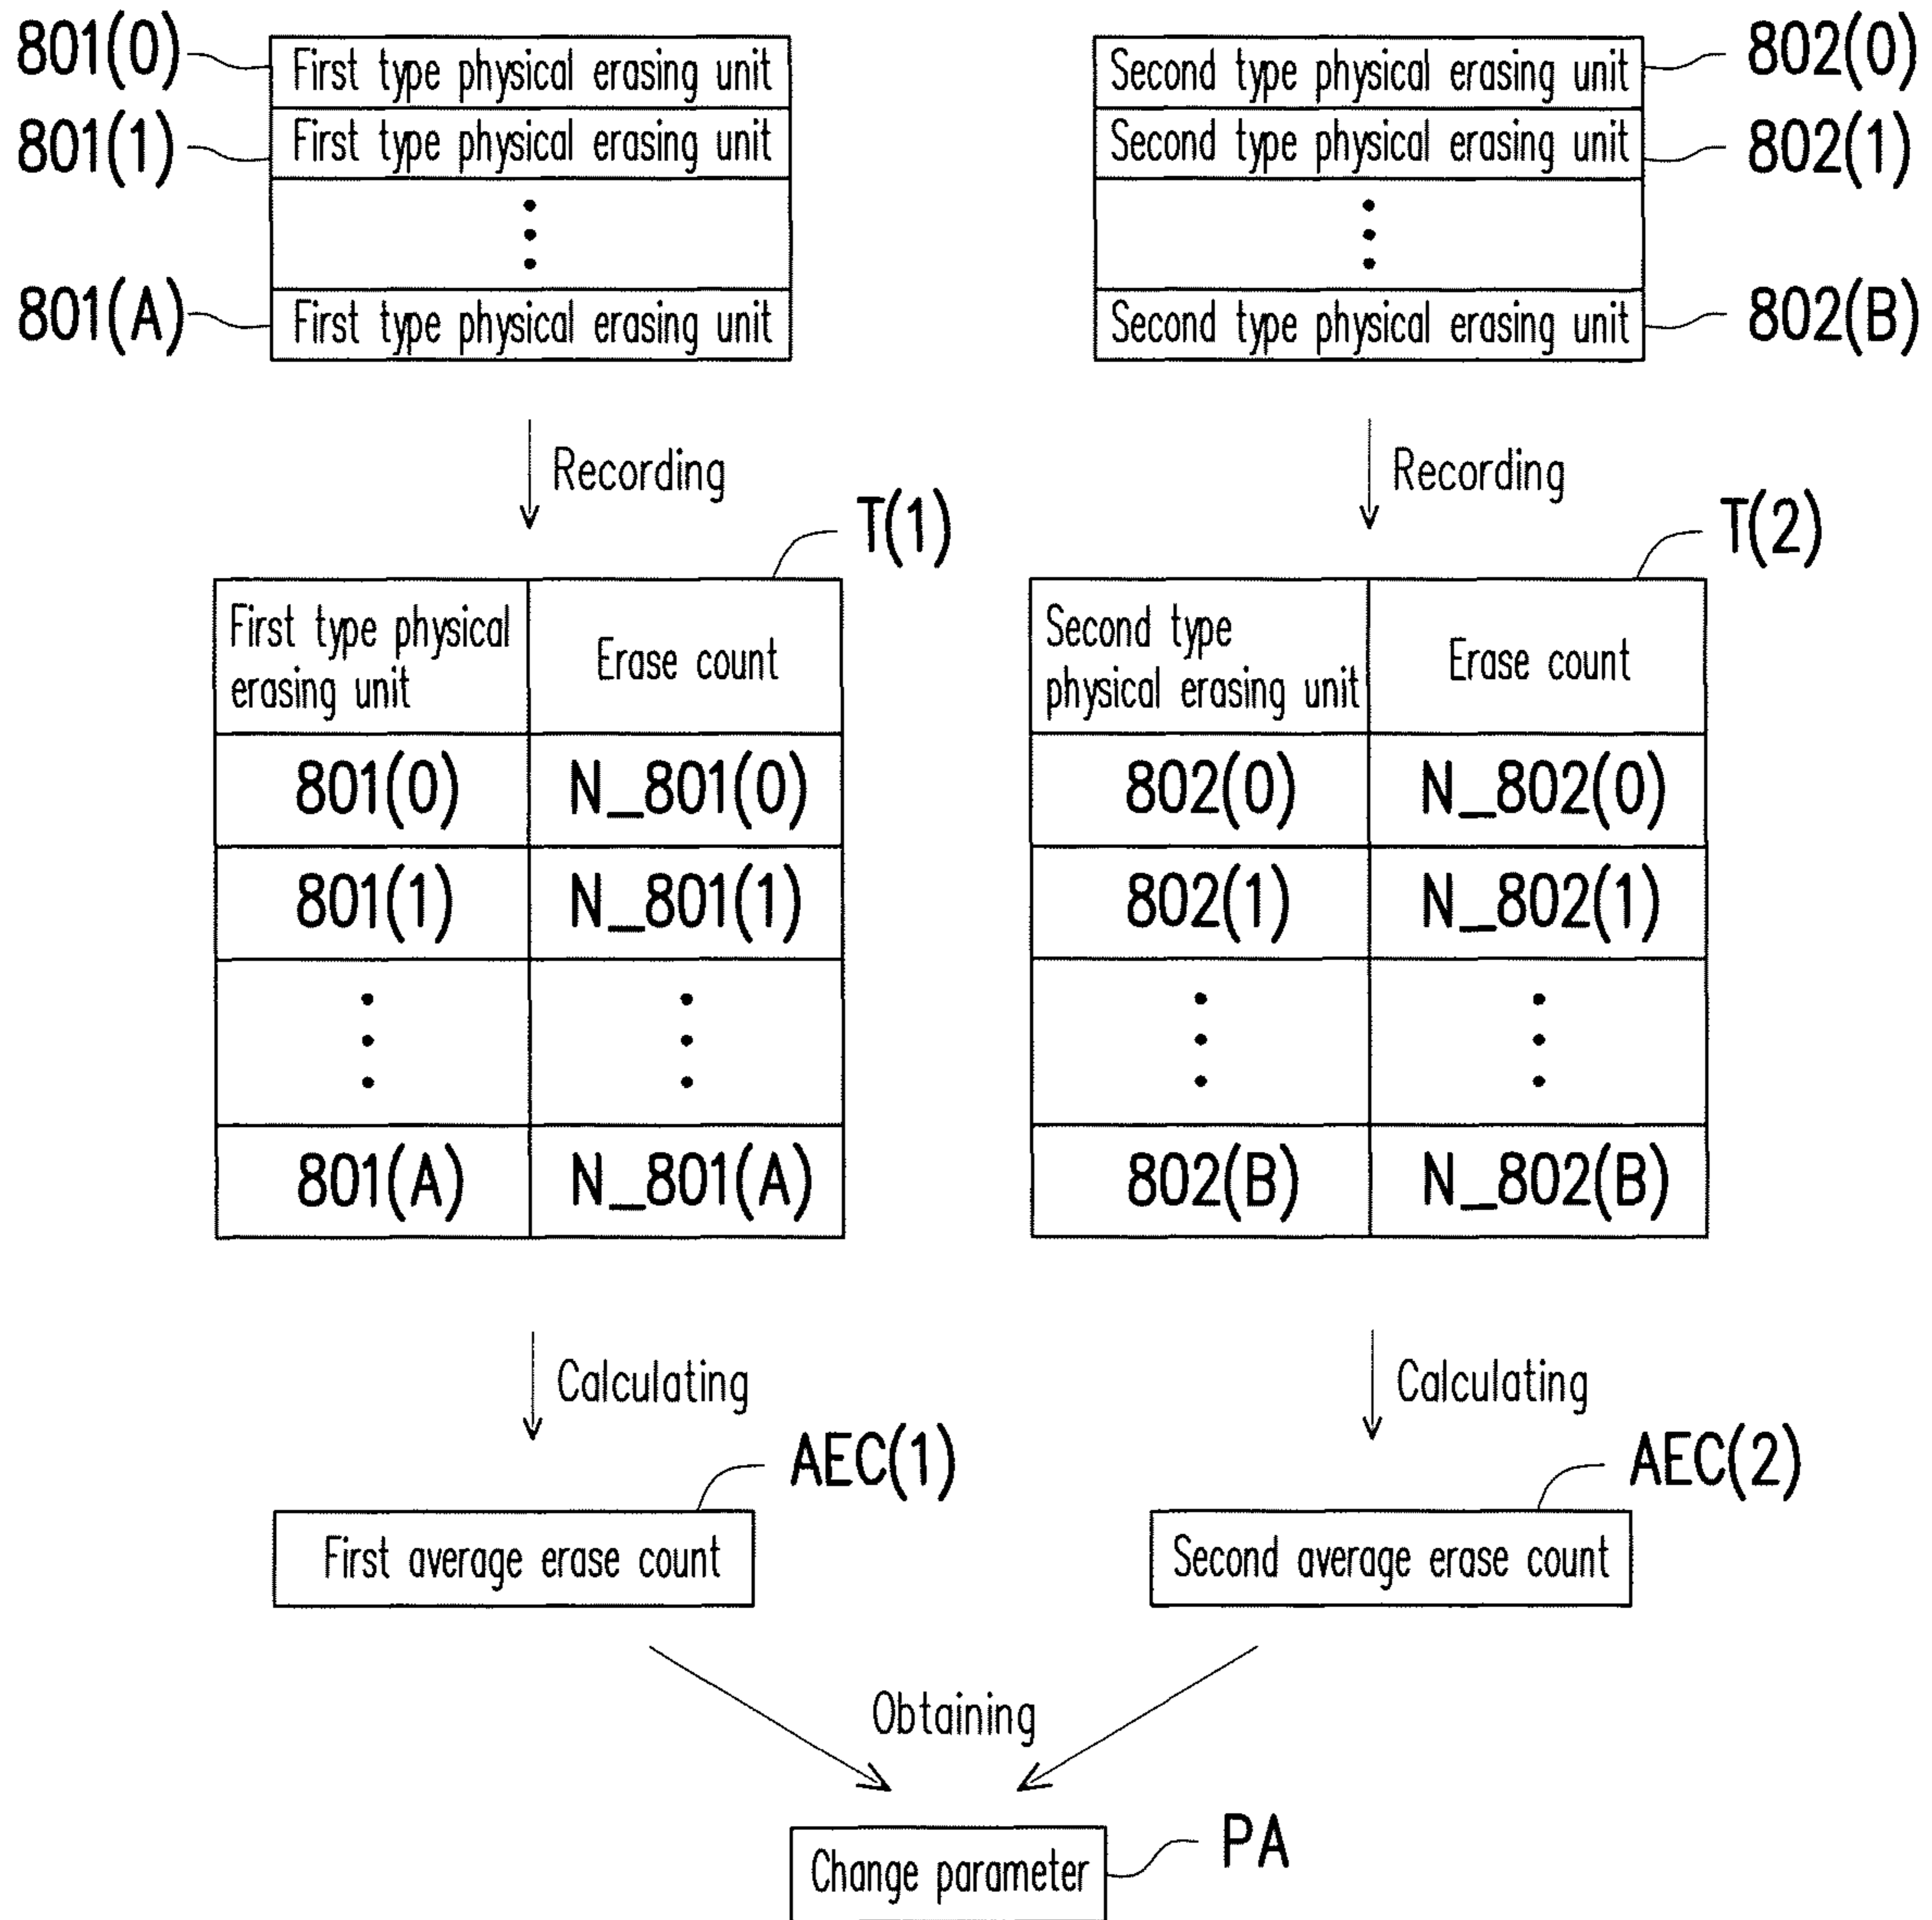 801(0) First type physical erasing unit
801(1) First type physical erasing unit
801(A) First type physical erasing unit
Second type physical erasing unit 802(0)
Second type physical erasing unit 802(1)
Second type physical erasing unit 802(B)
Recording
Recording
T(1)
First type physical
erasing unit
Erase count
801(0) N_801(0)
801(1) N_801(1)
801(A) N_801(A)
T(2)
Second type
physical erasing unit
Erase count
802(0) N_802(0)
802(1) N_802(1)
802(B) N_802(B)
Calculating
Calculating
AEC(1)
First average erase count
AEC(2)
Second average erase count
Obtaining
Change parameter
PA